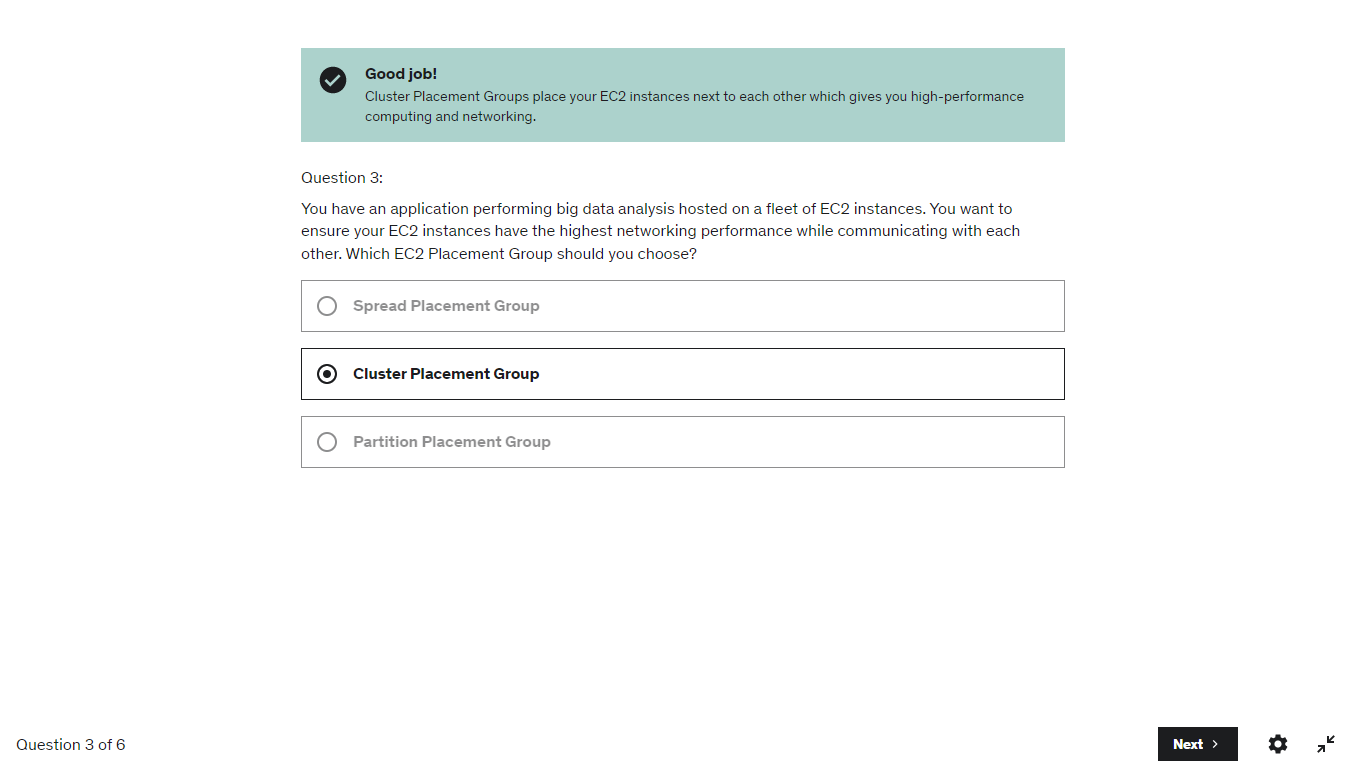 Good job!
Cluster Placement Groups place your EC2 instances next to each other which gives you high-performance
computing and networking.
Question 3:
You have an application performing big data analysis hosted on a fleet of EC2 instances. You want to
ensure your EC2 instances have the highest networking performance while communicating with each
other. Which EC2 Placement Group should you choose?
Spread Placement Group
Cluster Placement Group
Partition Placement Group
Question 3 of 6
Next